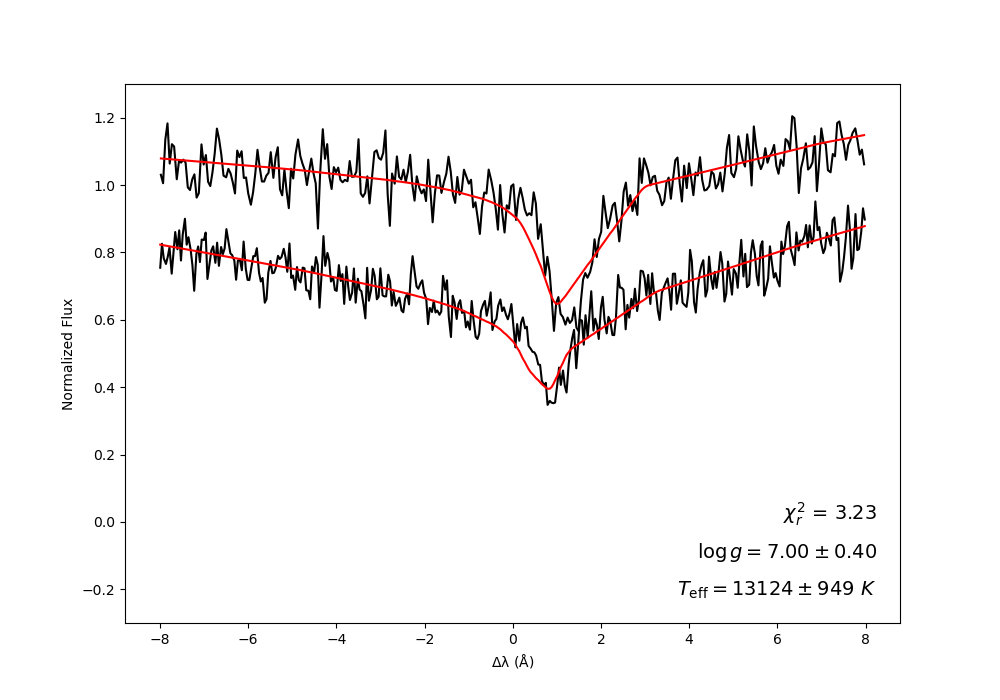 1.2
1.0
0.8
0.6
0.4
0.2
0.0
−0.2
Normalized Flux
χ²ᵣ = 3.23
log g = 7.00 ± 0.40
T_eff = 13124 ± 949 K
−8 −6 −4 −2 0 2 4 6 8
Δλ (Å)